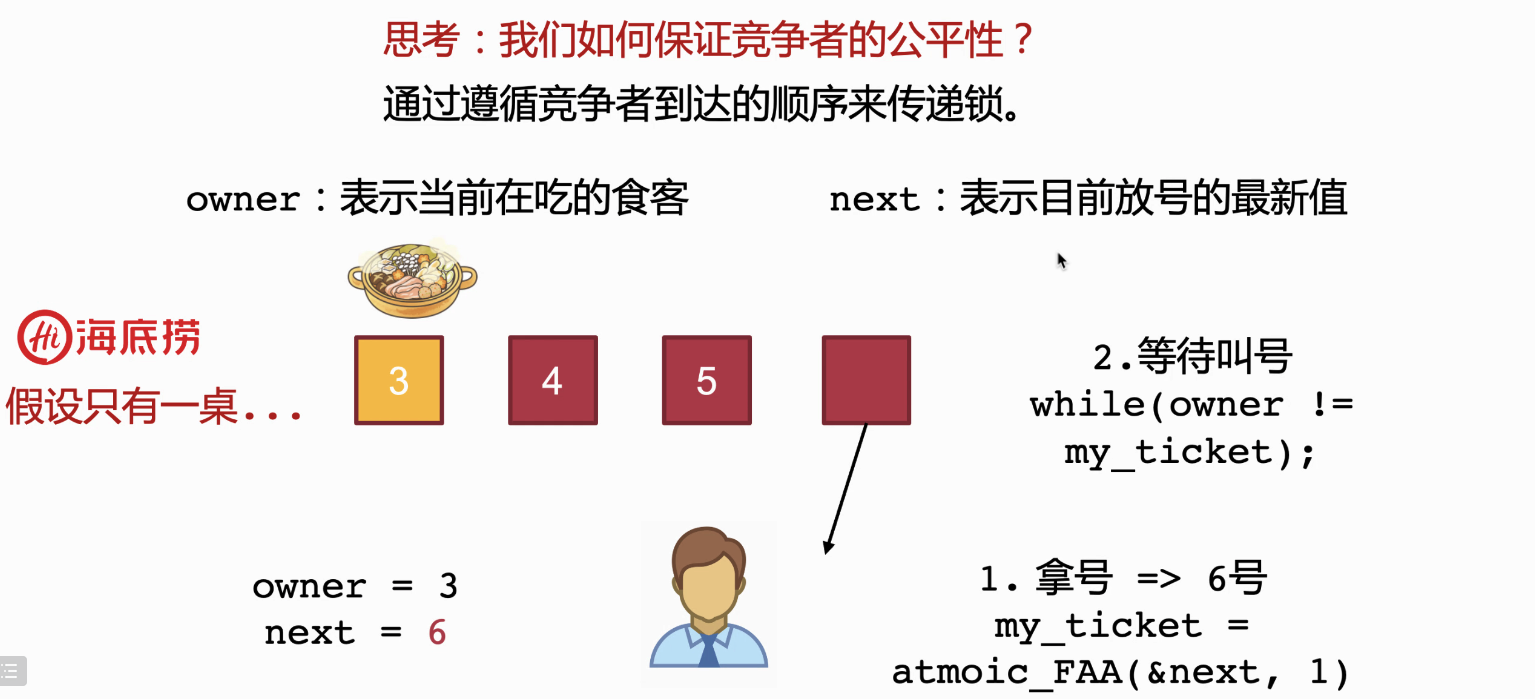 思考：我们如何保证竞争者的公平性？
通过遵循竞争者到达的顺序来传递锁。
owner：表示当前在吃的食客
next：表示目前放号的最新值
Hi 海底捞
假设只有一桌...
3
4
5
2.等待叫号
while(owner !=
my_ticket);
owner = 3
next = 6
1. 拿号 => 6号
my_ticket =
atmoic_FAA(&next, 1)